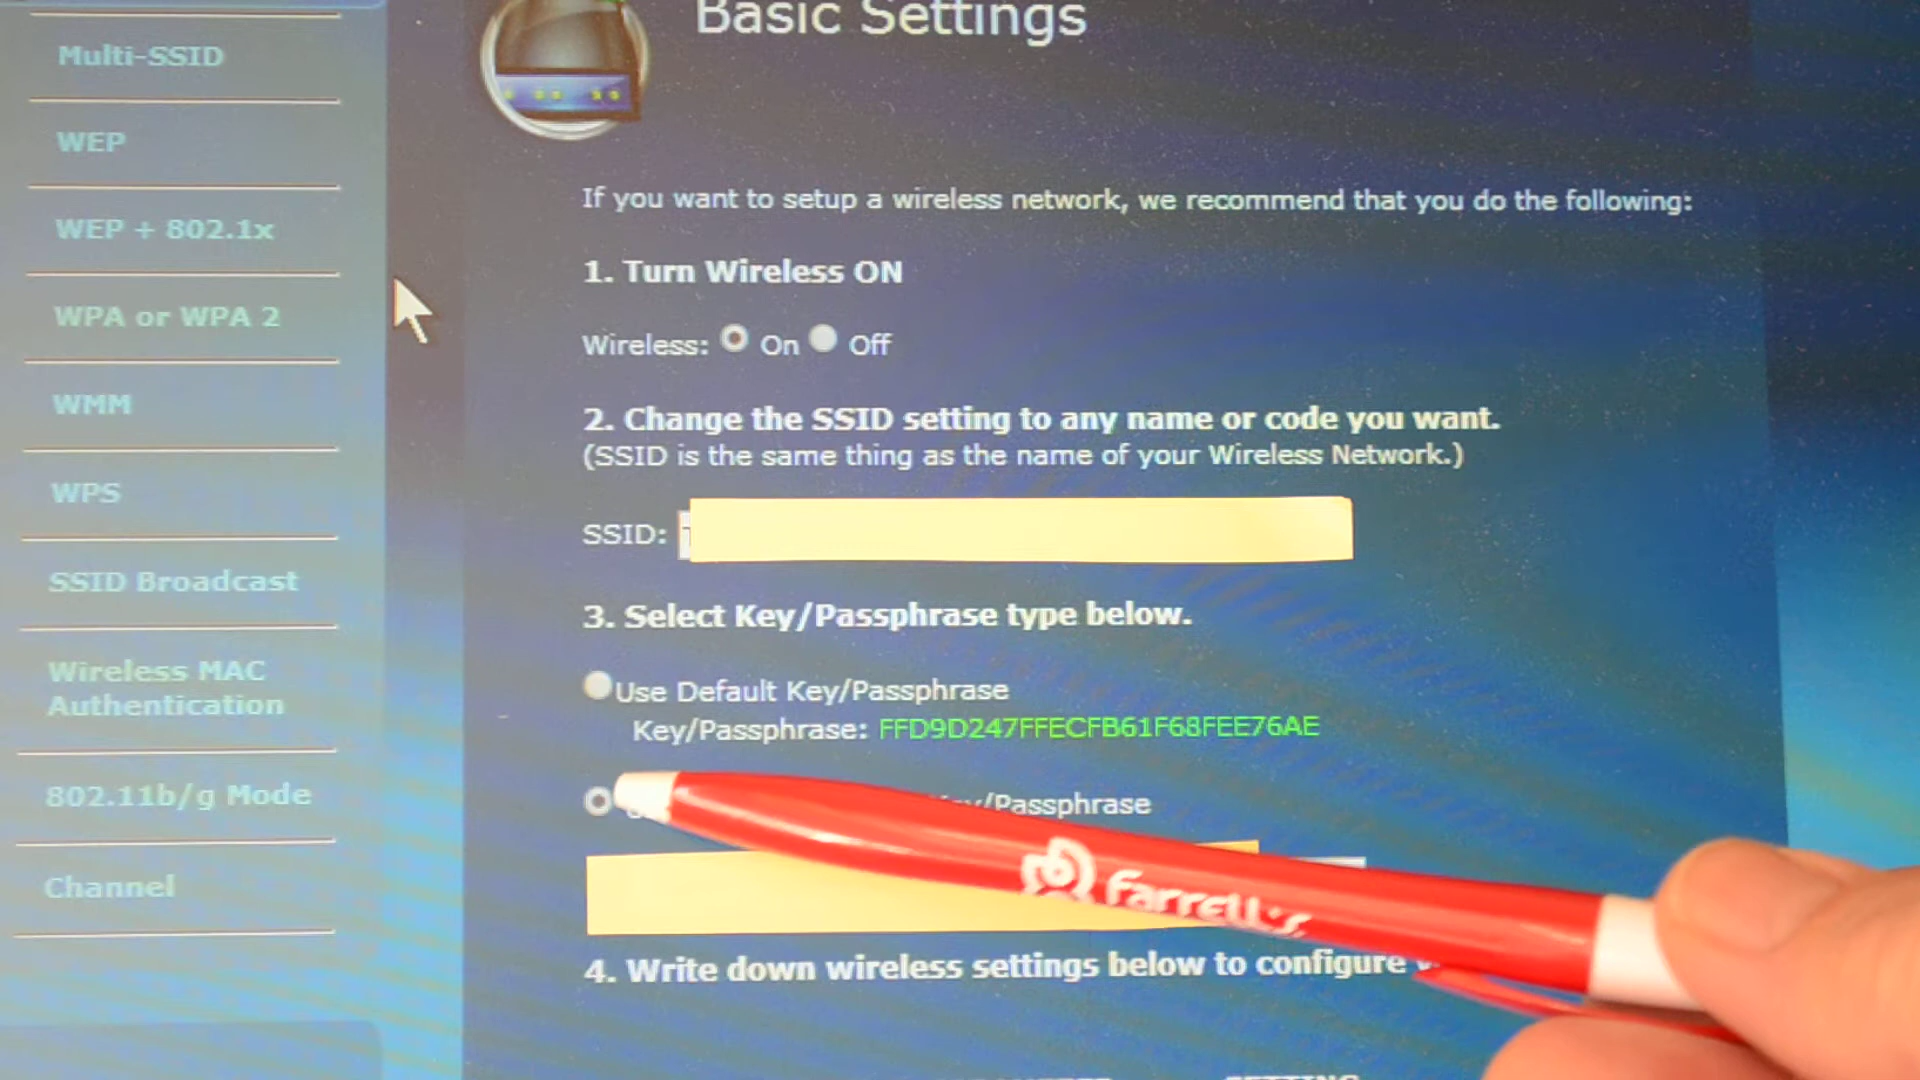 Basic Settings
Multi-SSID
WEP
WEP + 802.1x
WPA or WPA 2
WMM
WPS
SSID Broadcast
Wireless MAC
Authentication
802.11b/g Mode
Channel
If you want to setup a wireless network, we recommend that you do the following:
1. Turn Wireless ON
Wireless: On Off
2. Change the SSID setting to any name or code you want.
(SSID is the same thing as the name of your Wireless Network.)
SSID:
3. Select Key/Passphrase type below.
Use Default Key/Passphrase
Key/Passphrase: FFD9D247FFECFB61F68FEE76AE
/Passphrase
farrell's
4. Write down wireless settings below to configure